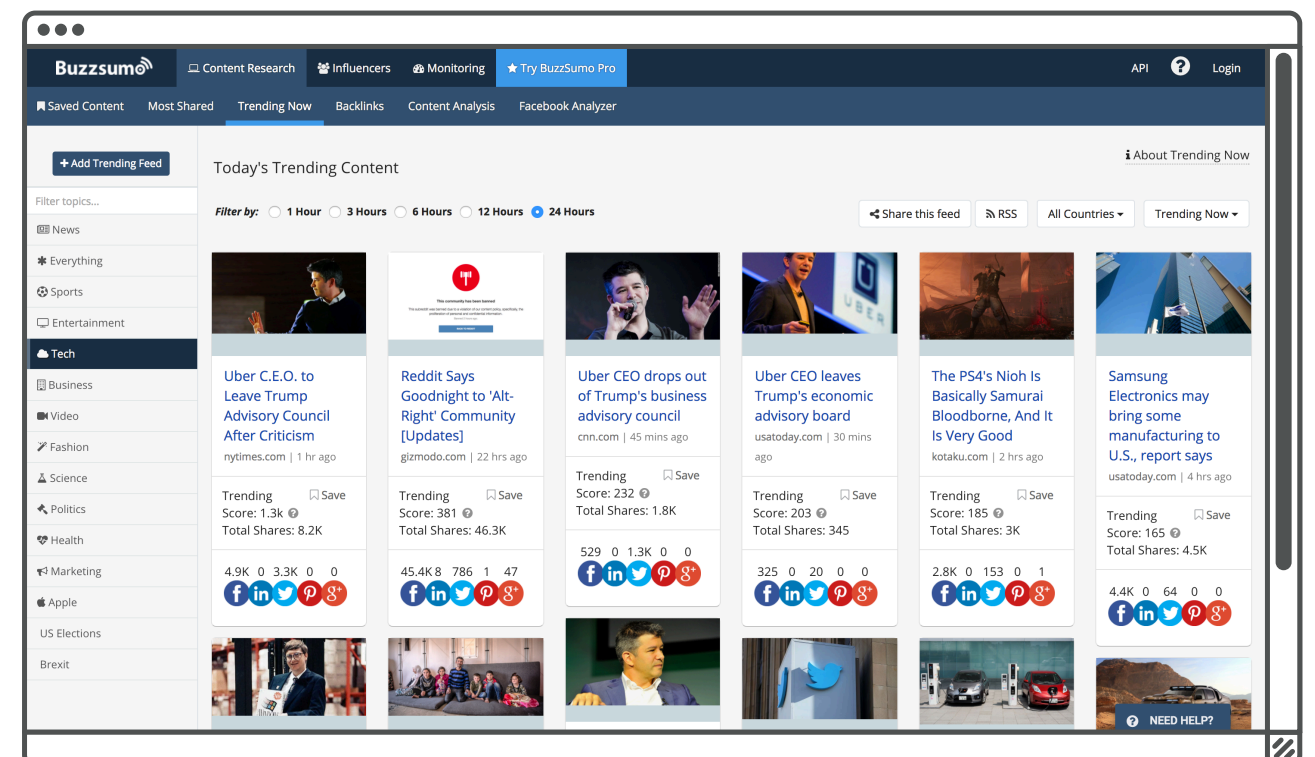 Buzzsumo
Content Research
Influencers
Monitoring
Try BuzzSumo Pro
API
?
Login
Saved Content
Most Shared
Trending Now
Backlinks
Content Analysis
Facebook Analyzer
+ Add Trending Feed
Filter topics...
News
Everything
Sports
Entertainment
Tech
Business
Video
Fashion
Science
Politics
Health
Marketing
Apple
US Elections
Brexit
Today's Trending Content
About Trending Now
Filter by: 1 Hour 3 Hours 6 Hours 12 Hours 24 Hours
Share this feed
RSS
All Countries
Trending Now
Uber C.E.O. to
Leave Trump
Advisory Council
After Criticism
nytimes.com | 1 hr ago
Trending Save
Score: 1.3k ?
Total Shares: 8.2K
4.9K 0 3.3K 0 0
f in p g+
This community has been banned
Reddit Says
Goodnight to 'Alt-
Right' Community
[Updates]
gizmodo.com | 22 hrs ago
Trending Save
Score: 381 ?
Total Shares: 46.3K
45.4K 8 786 1 47
f in p g+
Uber CEO drops out
of Trump's business
advisory council
cnn.com | 45 mins ago
Trending Save
Score: 232 ?
Total Shares: 1.8K
529 0 1.3K 0 0
f in p g+
UBER
Uber CEO leaves
Trump's economic
advisory board
usatoday.com | 30 mins
ago
Trending Save
Score: 203 ?
Total Shares: 345
325 0 20 0 0
f in p g+
The PS4's Nioh Is
Basically Samurai
Bloodborne, And It
Is Very Good
kotaku.com | 2 hrs ago
Trending Save
Score: 185 ?
Total Shares: 3K
2.8K 0 153 0 1
f in p g+
Samsung
Electronics may
bring some
manufacturing to
U.S., report says
usatoday.com | 4 hrs ago
Trending Save
Score: 165 ?
Total Shares: 4.5K
4.4K 0 64 0 0
f in p g+
? NEED HELP?